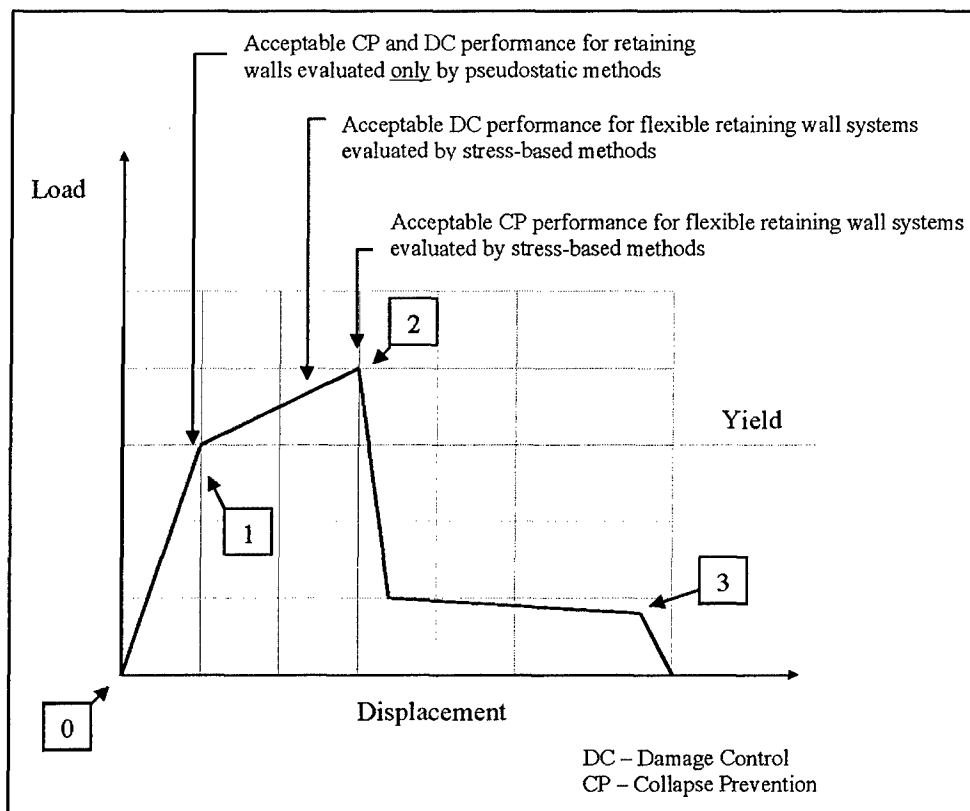 Acceptable CP and DC performance for retaining
walls evaluated only by pseudostatic methods
Acceptable DC performance for flexible retaining wall systems
evaluated by stress-based methods
Load
Acceptable CP performance for flexible retaining wall systems
evaluated by stress-based methods
2
Yield
1
3
0
Displacement
DC – Damage Control
CP – Collapse Prevention